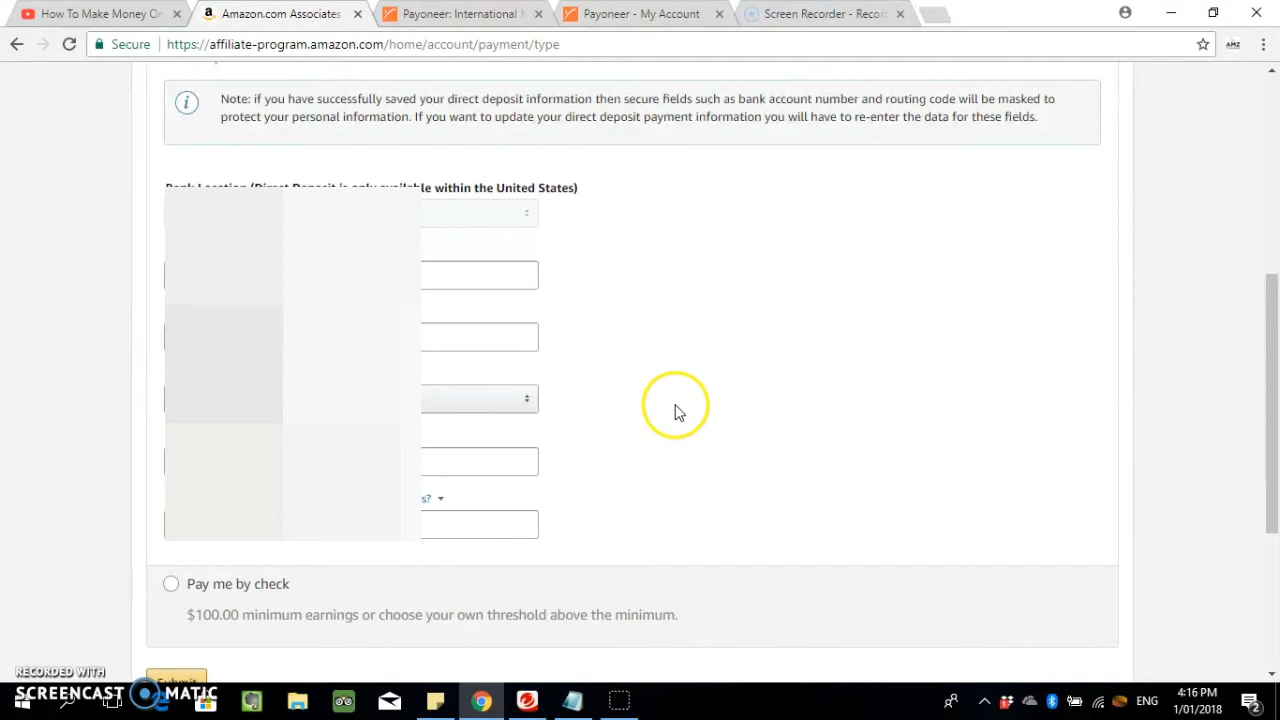 How To Make Money On
Amazon.com Associates
Payoneer: International M
Payoneer - My Account
Screen Recorder - Recor
Secure
https://affiliate-program.amazon.com/home/account/payment/type
AMZ
Note: if you have successfully saved your direct deposit information then secure fields such as bank account number and routing code will be masked to
protect your personal information. If you want to update your direct deposit payment information you will have to re-enter the data for these fields.
Bank Location (Direct Deposit is only available within the United States)
s?
Pay me by check
$100.00 minimum earnings or choose your own threshold above the minimum.
Submit
RECORDED WITH
SCREENCAST MATIC
ENG
4:16 PM
1/01/2018
2